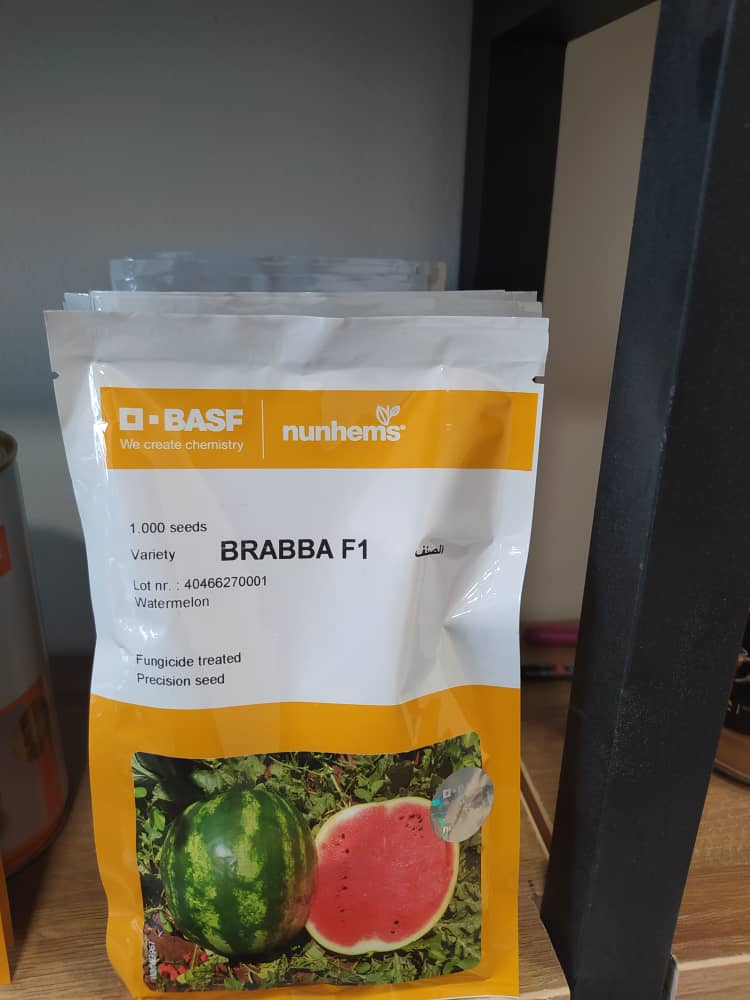 BASF
We create chemistry
nunhems®
1.000 seeds
Variety BRABBA F1 الصنف
Lot nr. : 40466270001
Watermelon
Fungicide treated
Precision seed